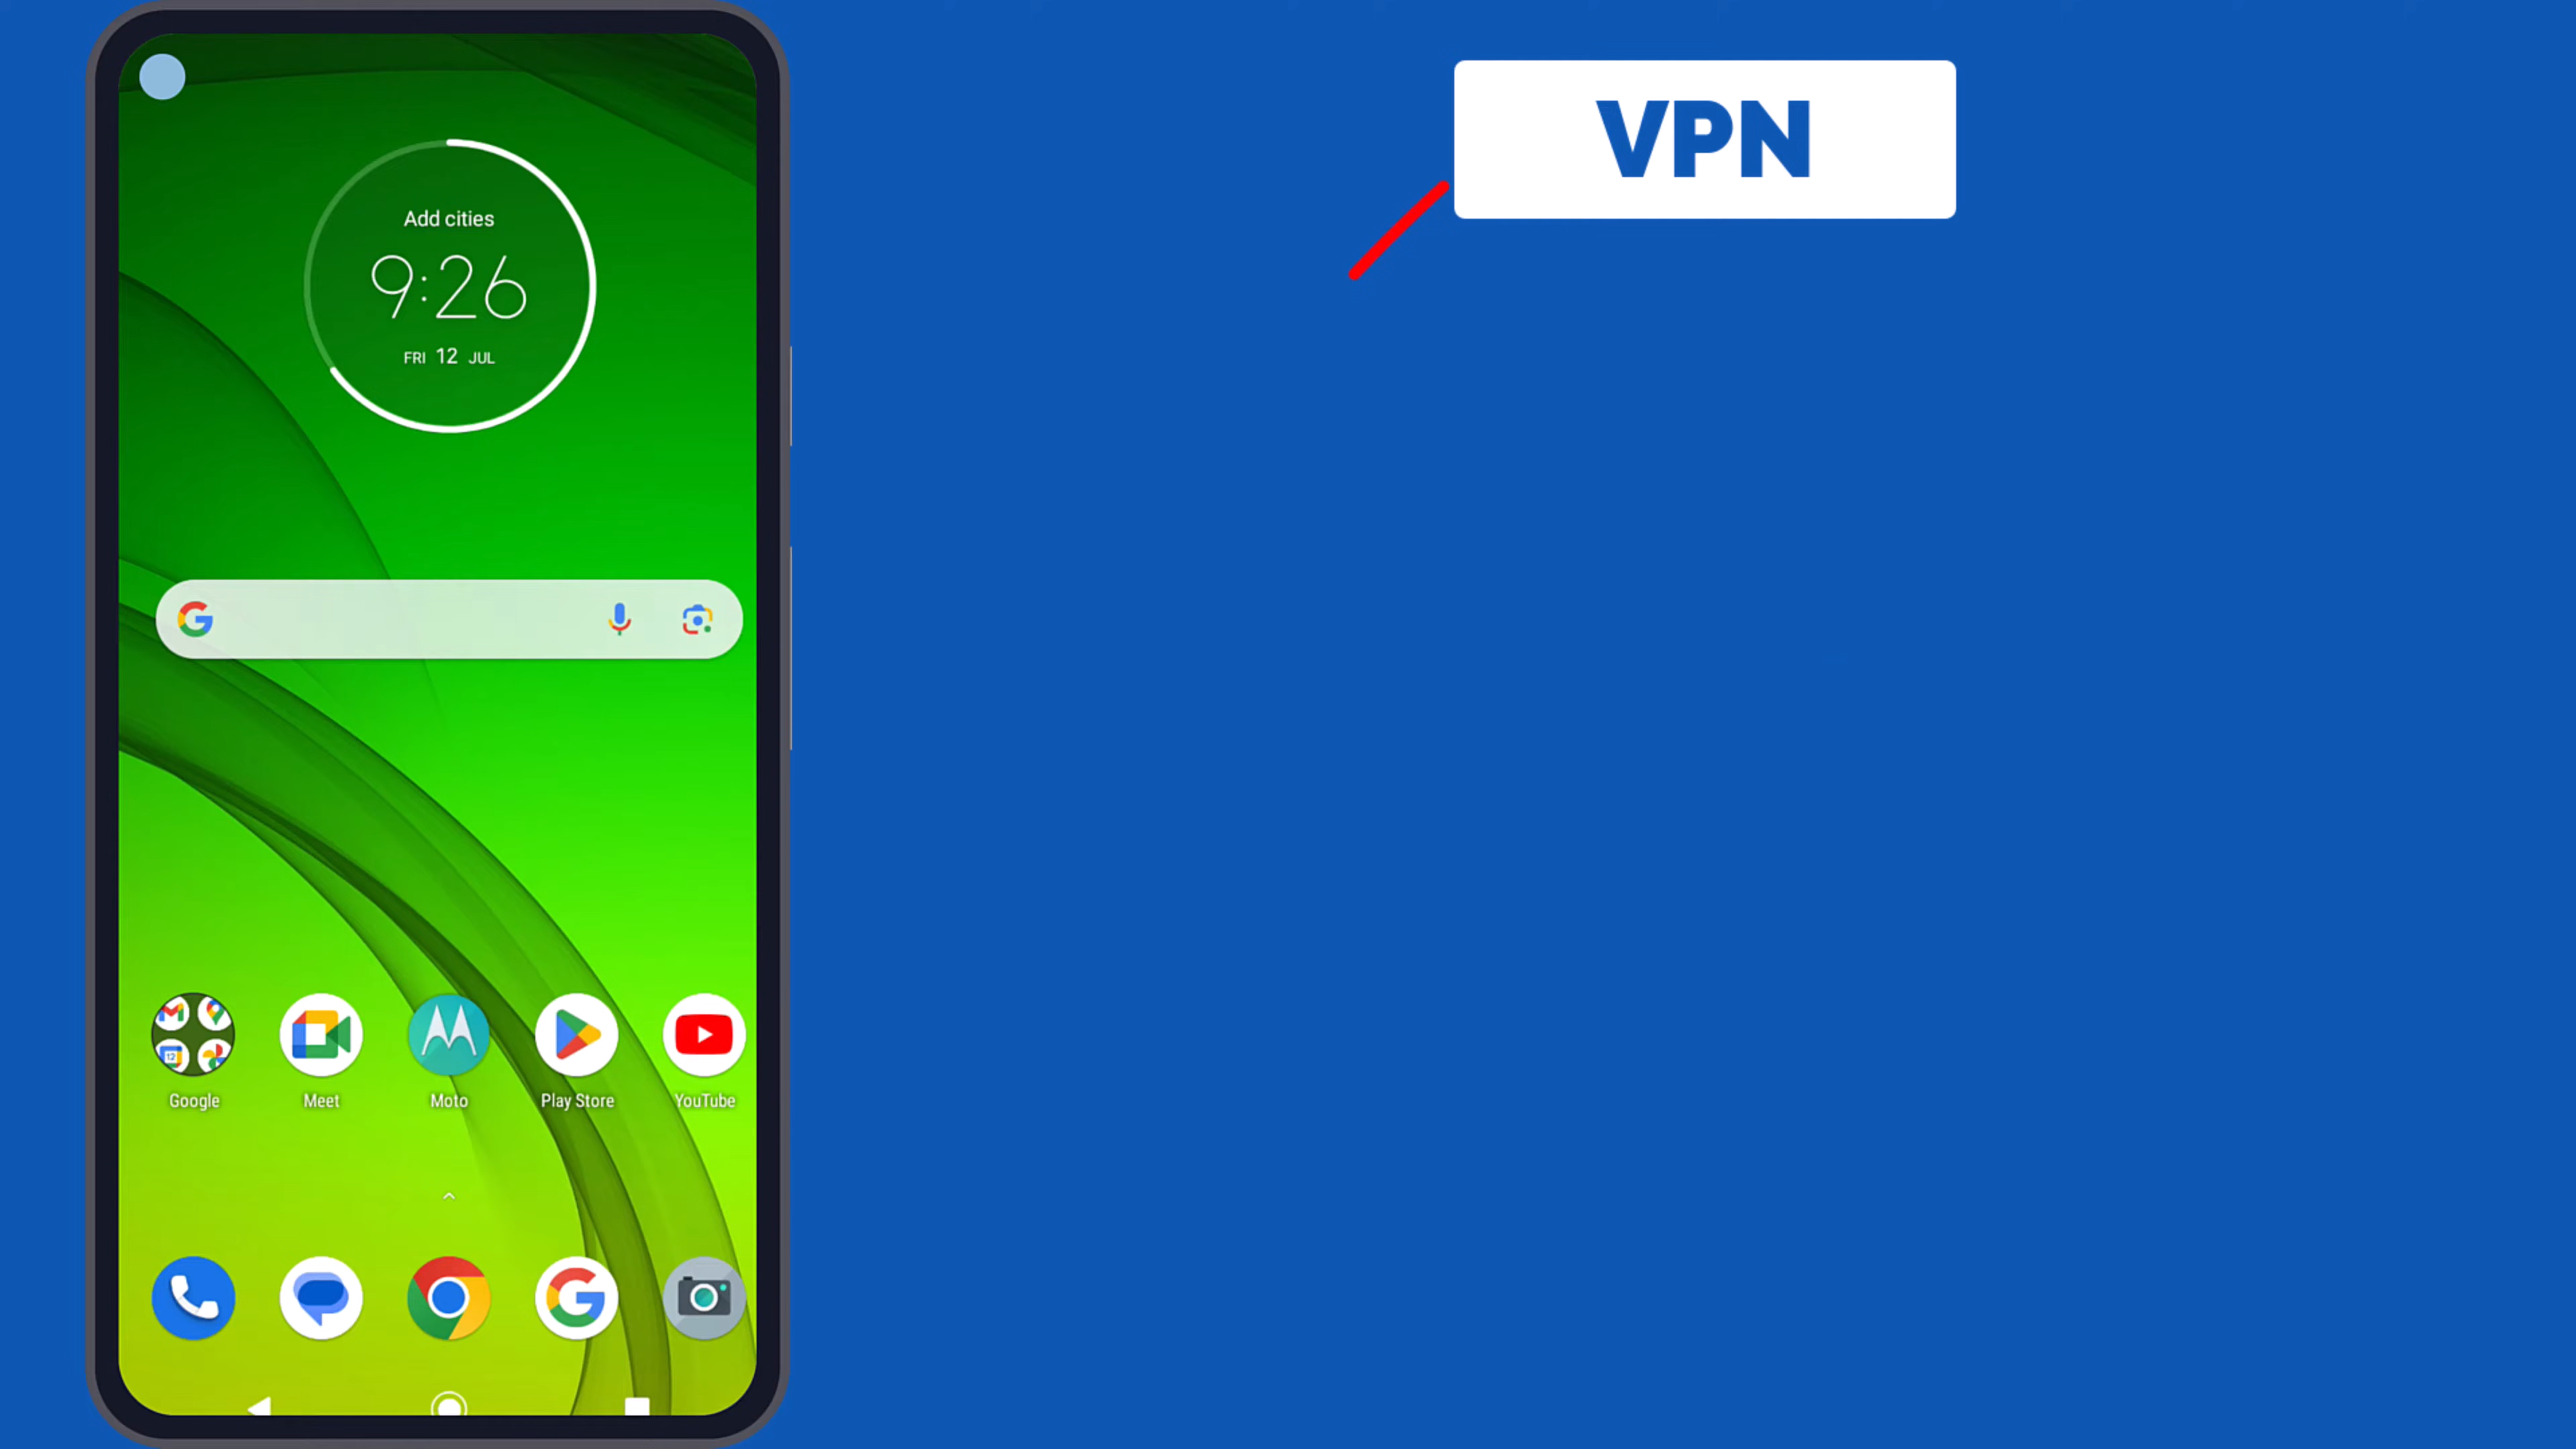 VPN
Add cities
9:26
FRI 12 JUL
Google
Meet
Moto
Play Store
YouTube